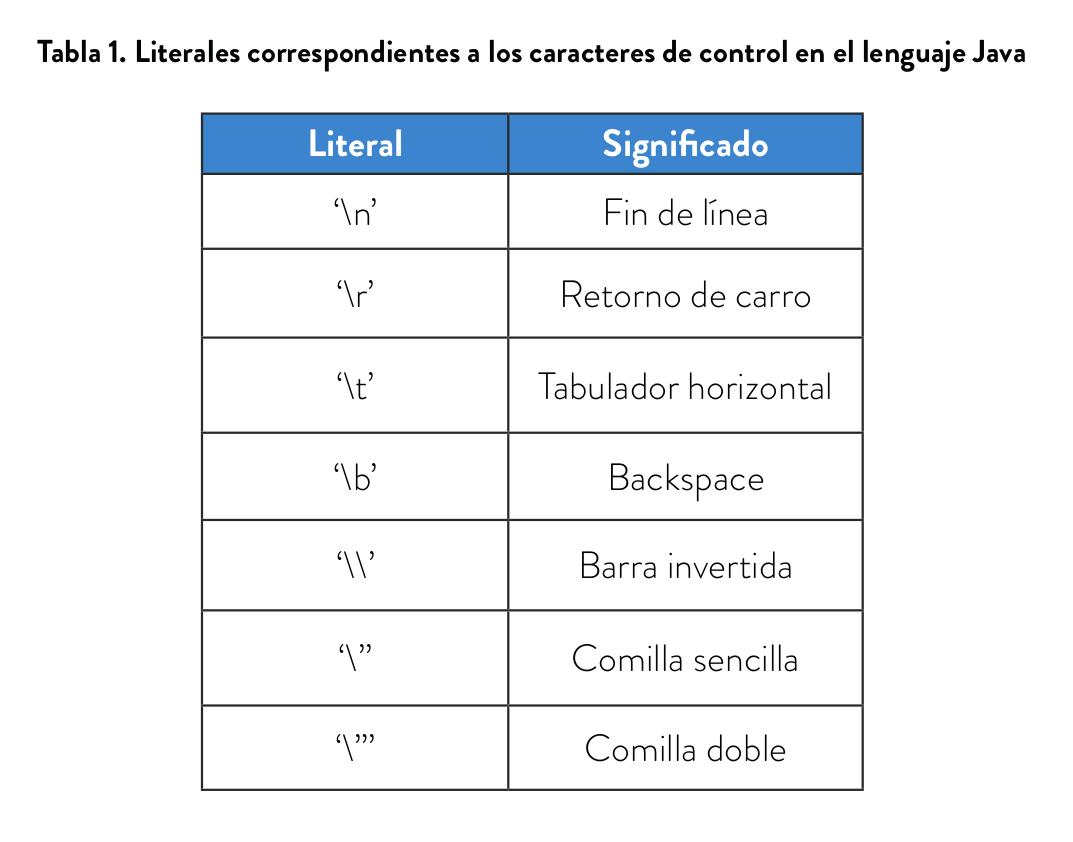 Tabla 1. Literales correspondientes a los caracteres de control en el lenguaje Java
Literal Significado
‘\n’ Fin de línea
‘\r’ Retorno de carro
‘\t’ Tabulador horizontal
‘\b’ Backspace
‘\\’ Barra invertida
‘\’’ Comilla sencilla
‘\”’ Comilla doble